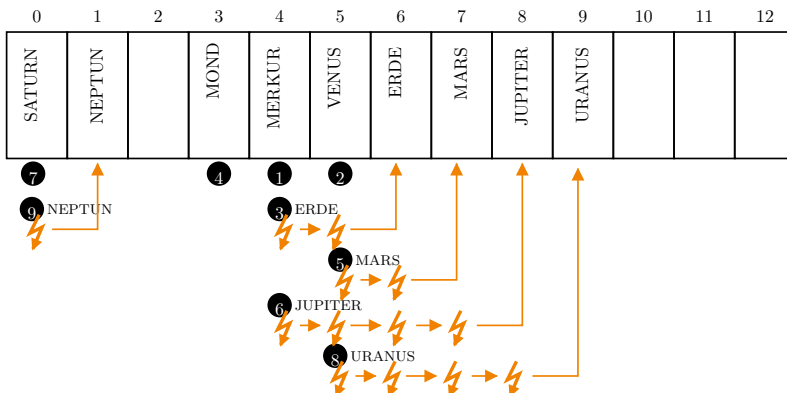 0 1 2 3 4 5 6 7 8 9 10 11 12
SATURN NEPTUN MOND MERKUR VENUS ERDE MARS JUPITER URANUS
7 4 1 2
9 NEPTUN 3 ERDE
5 MARS
6 JUPITER
8 URANUS